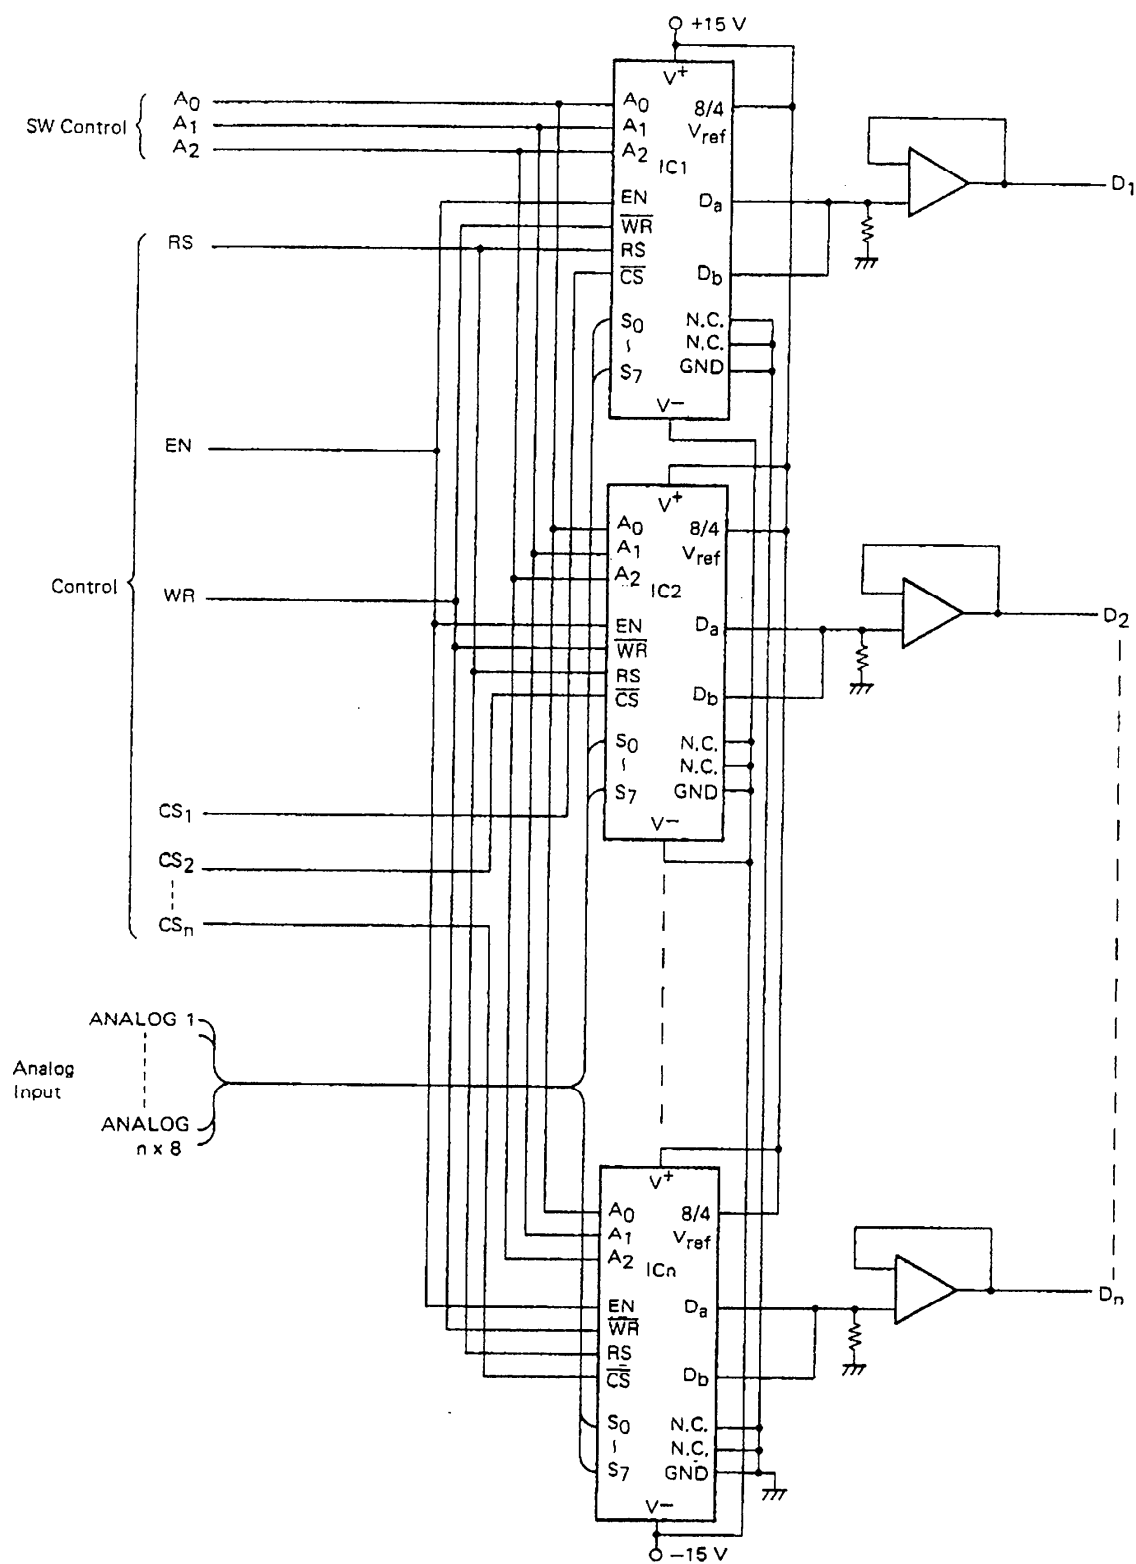 +15 V
SW Control
A0
A1
A2
V+
A0
A1
A2
IC1
EN
WR
RS
CS
S0
~
S7
8/4
Vref
Da
Db
N.C.
N.C.
GND
V−
D1
Control
RS
EN
WR
CS1
CS2
CSn
V+
A0
A1
A2
IC2
EN
WR
RS
CS
S0
~
S7
8/4
Vref
Da
Db
N.C.
N.C.
GND
V−
D2
Analog
Input
ANALOG 1
ANALOG
n x 8
V+
A0
A1
A2
ICn
EN
WR
RS
CS
S0
~
S7
8/4
Vref
Da
Db
N.C.
N.C.
GND
V−
Dn
−15 V